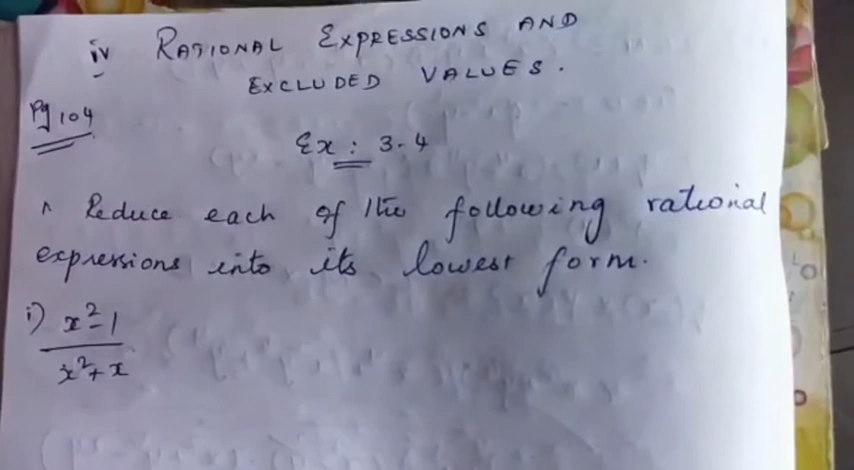 iv RATIONAL EXPRESSIONS AND
EXCLUDED VALUES.
Pg 104
Ex: 3.4
1 Reduce each of the following rational
expressions into its lowest form.
i) x²-1
x²+x